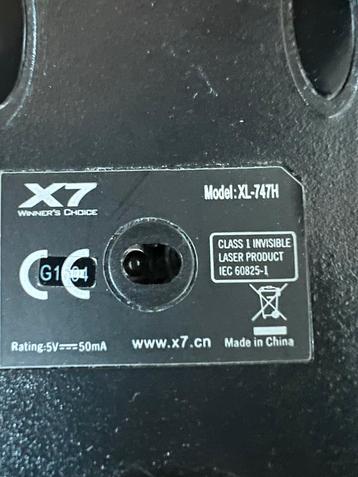 X7
WINNER'S CHOICE
Model: XL-747H
CLASS 1 INVISIBLE
LASER PRODUCT
IEC 60825-1
CE
Rating:5V⎓50mA
www.x7.cn
Made in China